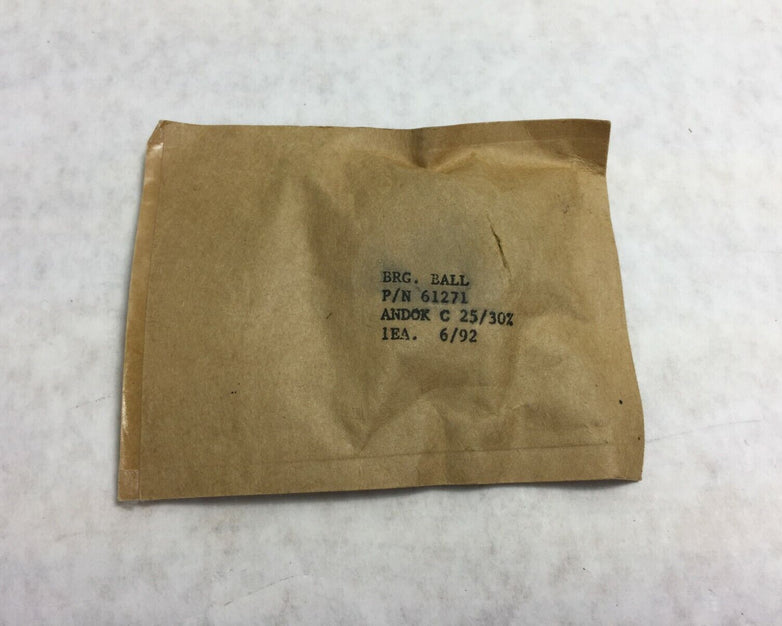 BRG. BALL
P/N 61271
ANDOK C 25/30%
1EA. 6/92